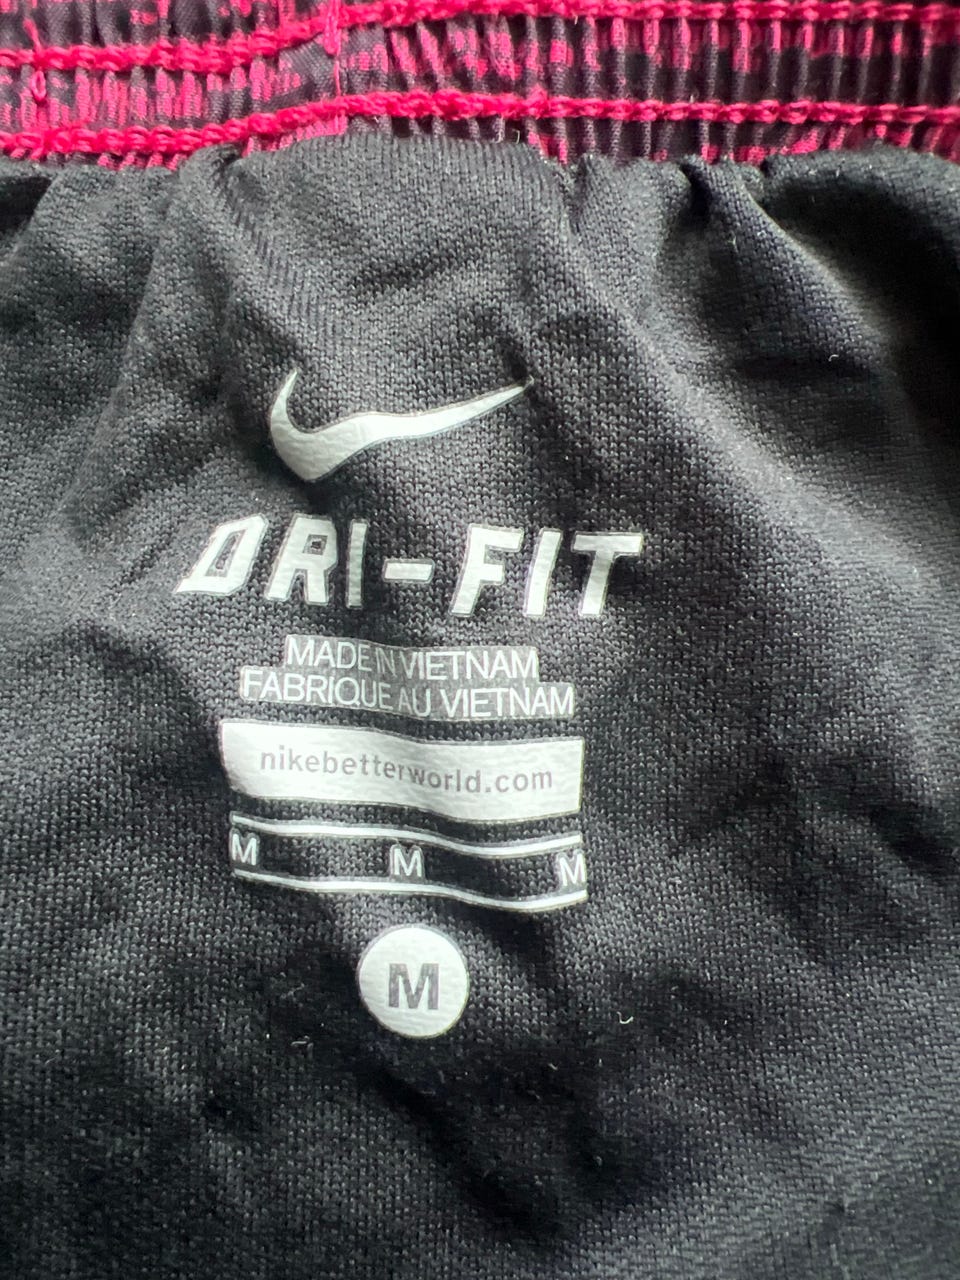 DRI-FIT
MADE IN VIETNAM
FABRIQUE AU VIETNAM
nikebetterworld.com
M M M
M